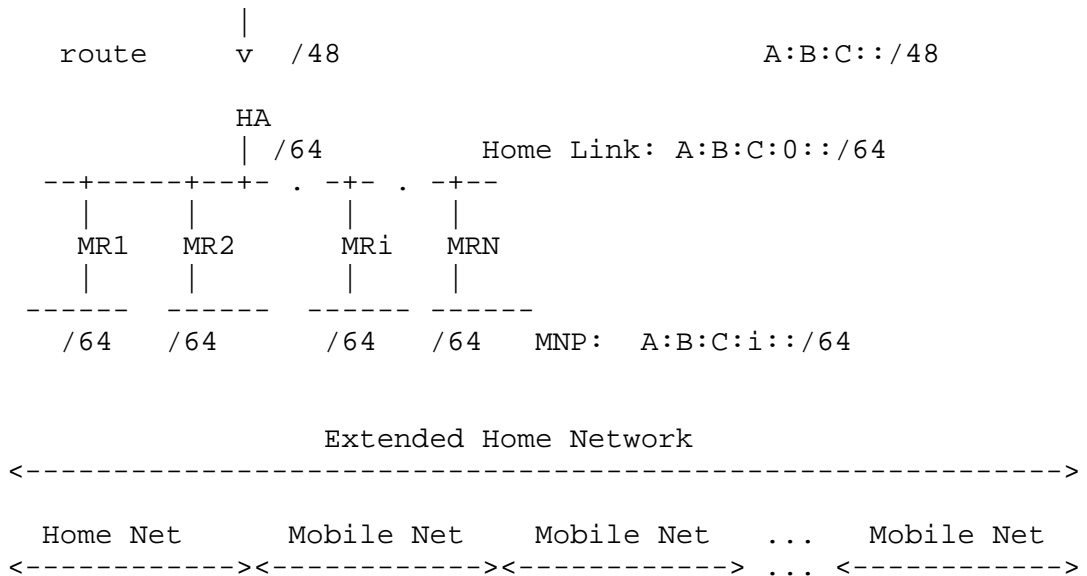 route v /48 A:B:C::/48
HA
| /64 Home Link: A:B:C:0::/64
--+-----+--+- . -+- . -+--
| | | |
MR1 MR2 MRi MRN
| | | |
------ ------ ------ ------
/64 /64 /64 /64 MNP: A:B:C:i::/64
Extended Home Network
<----------------------------------------------------------->
Home Net Mobile Net Mobile Net ... Mobile Net
<------------><------------><------------> ... <------------>